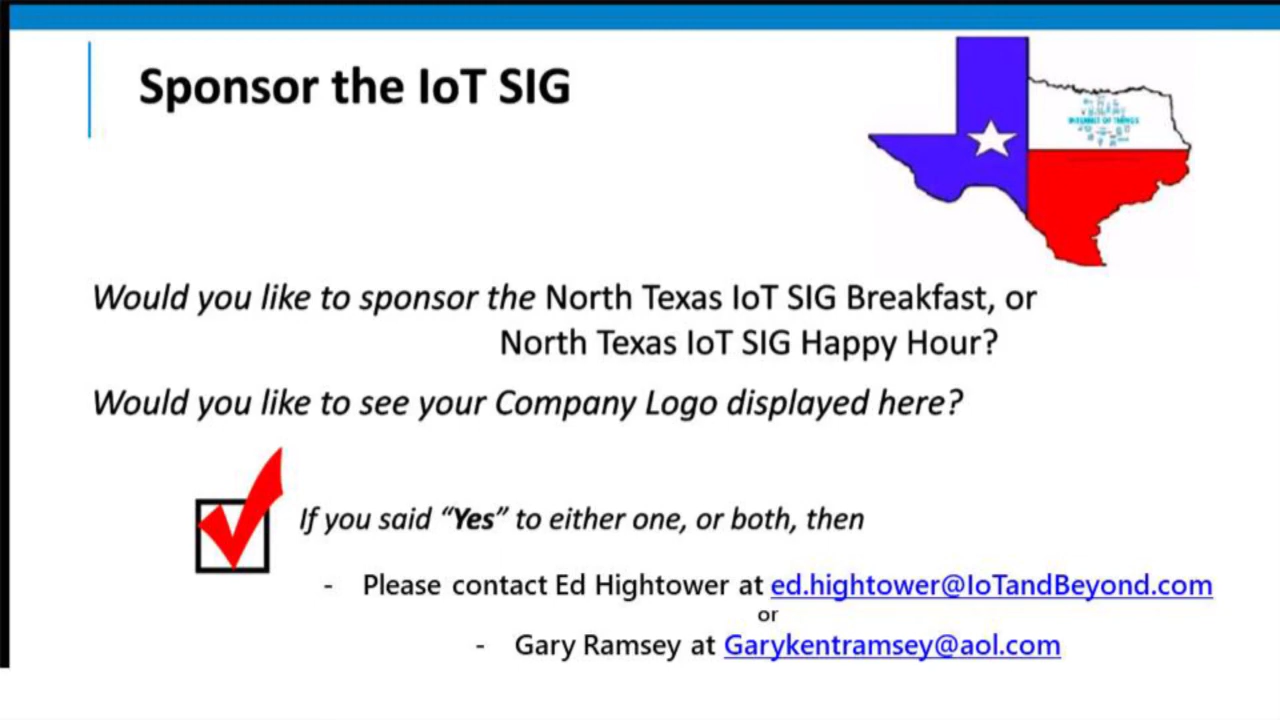 Sponsor the IoT SIG
INTERNET OF THINGS
Would you like to sponsor the North Texas IoT SIG Breakfast, or
North Texas IoT SIG Happy Hour?
Would you like to see your Company Logo displayed here?
If you said “Yes” to either one, or both, then
- Please contact Ed Hightower at ed.hightower@IoTandBeyond.com
or
- Gary Ramsey at Garykentramsey@aol.com